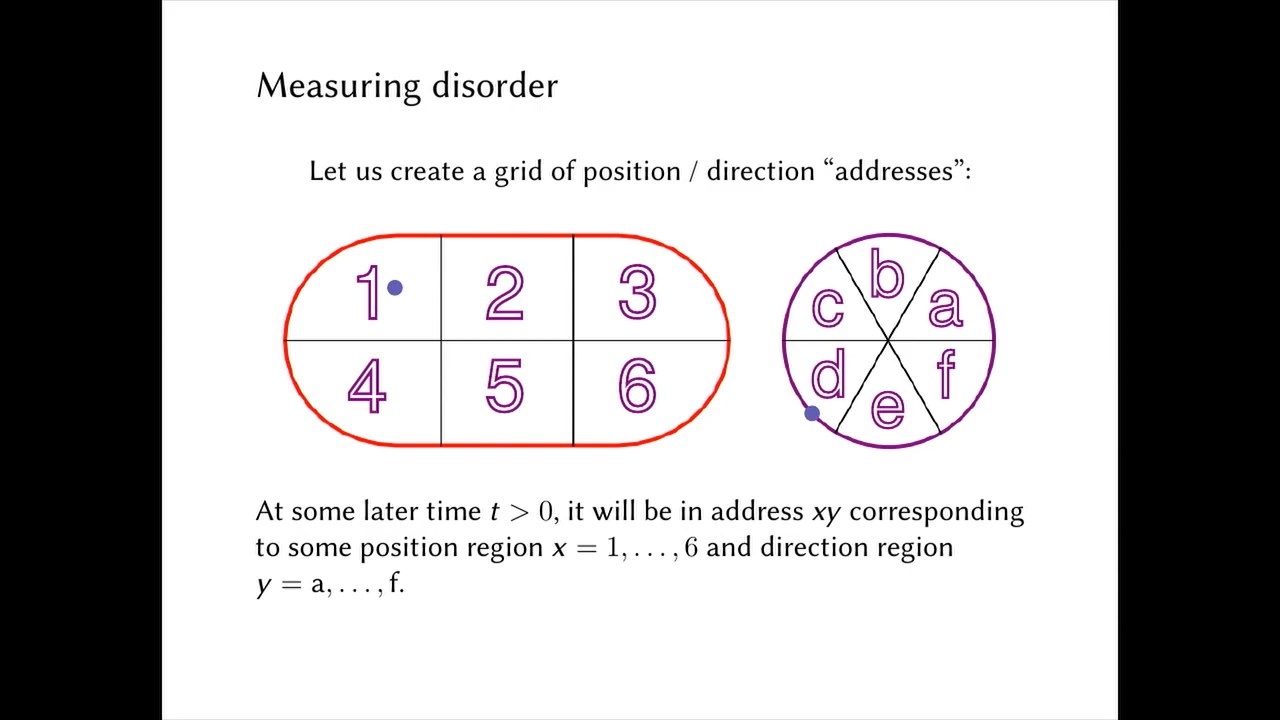 Measuring disorder
Let us create a grid of position / direction “addresses”:
1 2 3
4 5 6
b
c a
d f
e
At some later time t > 0, it will be in address xy corresponding
to some position region x = 1, . . . , 6 and direction region
y = a, . . . , f.